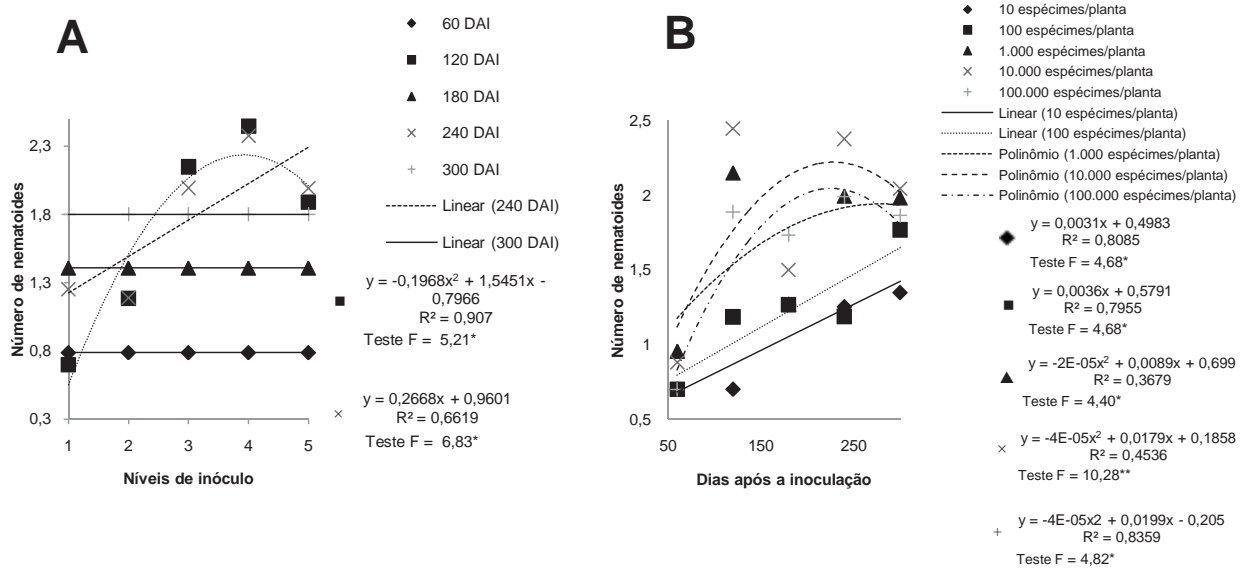 A
60 DAI
120 DAI
180 DAI
240 DAI
300 DAI
Linear (240 DAI)
Linear (300 DAI)
y = -0,1968x² + 1,5451x -
0,7966
R² = 0,907
Teste F = 5,21*
y = 0,2668x + 0,9601
R² = 0,6619
Teste F = 6,83*
Número de nematoides
2,3
1,8
1,3
0,8
0,3
1 2 3 4 5
Níveis de inóculo
B
10 espécimes/planta
100 espécimes/planta
1.000 espécimes/planta
10.000 espécimes/planta
100.000 espécimes/planta
Linear (10 espécimes/planta)
Linear (100 espécimes/planta)
Polinômio (1.000 espécimes/planta)
Polinômio (10.000 espécimes/planta)
Polinômio (100.000 espécimes/planta)
y = 0,0031x + 0,4983
R² = 0,8085
Teste F = 4,68*
y = 0,0036x + 0,5791
R² = 0,7955
Teste F = 4,68*
y = -2E-05x² + 0,0089x + 0,699
R² = 0,3679
Teste F = 4,40*
y = -4E-05x² + 0,0179x + 0,1858
R² = 0,4536
Teste F = 10,28**
y = -4E-05x2 + 0,0199x - 0,205
R² = 0,8359
Teste F = 4,82*
Número de nematoides
2,5
2
1,5
1
0,5
50 150 250
Dias após a inoculação